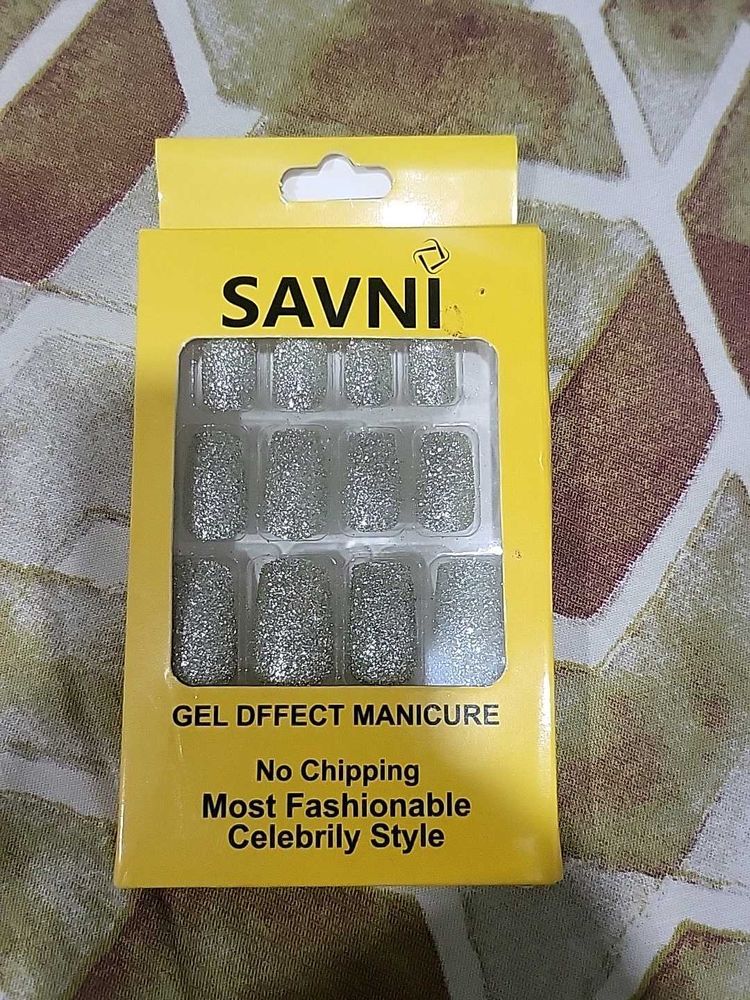 SAVNI
GEL DFFECT MANICURE
No Chipping
Most Fashionable
Celebrily Style